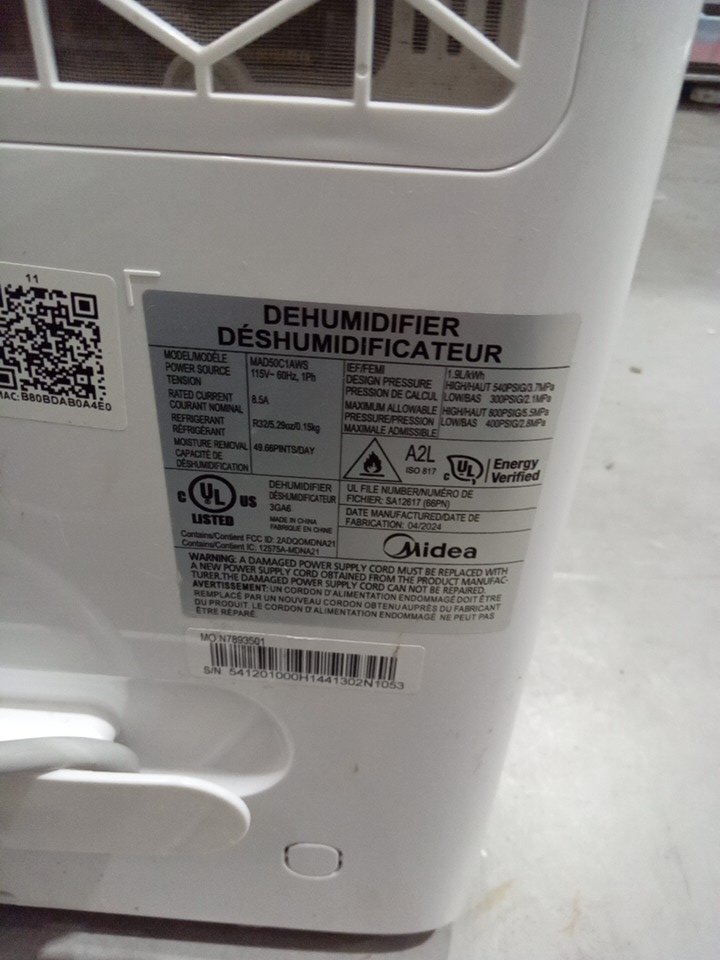 11
MAC:B80BDAB0A4E0
DEHUMIDIFIER
DÉSHUMIDIFICATEUR
MODEL/MODÈLE MAD50C1AWS
POWER SOURCE 115V~ 60Hz, 1Ph
TENSION
RATED CURRENT 8.5A
COURANT NOMINAL
REFRIGERANT R32/5.29oz/0.15kg
RÉFRIGÉRANT
MOISTURE REMOVAL 49.66PINTS/DAY
CAPACITÉ DE
DÉSHUMIDIFICATION
IEF/FEMI 1.9L/kWh
DESIGN PRESSURE HIGH/HAUT 540PSIG/3.7MPa
PRESSION DE CALCUL LOW/BAS 300PSIG/2.1MPa
MAXIMUM ALLOWABLE HIGH/HAUT 800PSIG/5.5MPa
PRESSURE/PRESSION LOW/BAS 400PSIG/2.8MPa
MAXIMALE ADMISSIBLE
A2L
ISO 817
C UL
Energy
Verified
C UL US
LISTED
DEHUMIDIFIER
DÉSHUMIDIFICATEUR
3GA6
MADE IN CHINA
FABRIQUÉ EN CHINE
UL FILE NUMBER/NUMÉRO DE
FICHIER: SA12617 (66PN)
DATE MANUFACTURED/DATE DE
FABRICATION: 04/2024
Contains/Contient FCC ID: 2ADQOMDNA21
Contains/Contient IC: 12575A-MDNA21
Midea
WARNING: A DAMAGED POWER SUPPLY CORD MUST BE REPLACED WITH
A NEW POWER SUPPLY CORD OBTAINED FROM THE PRODUCT MANUFAC-
TURER.THE DAMAGED POWER SUPPLY CORD CAN NOT BE REPAIRED.
AVERTISSEMENT: UN CORDON D'ALIMENTATION ENDOMMAGÉ DOIT ÊTRE
REMPLACÉ PAR UN NOUVEAU CORDON OBTENU AUPRÈS DU FABRICANT
DU PRODUIT. LE CORDON D'ALIMENTATION ENDOMMAGÉ NE PEUT PAS
ÊTRE RÉPARÉ.
MO N7893501
S/N 541201000H1441302N1053